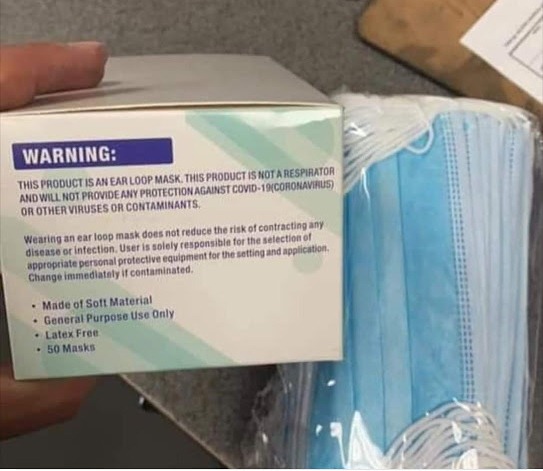 WARNING:
THIS PRODUCT IS AN EAR LOOP MASK. THIS PRODUCT IS NOT A RESPIRATOR
AND WILL NOT PROVIDE ANY PROTECTION AGAINST COVID-19(CORONAVIRUS)
OR OTHER VIRUSES OR CONTAMINANTS.
Wearing an ear loop mask does not reduce the risk of contracting any
disease or infection. User is solely responsible for the selection of
appropriate personal protective equipment for the setting and application.
Change immediately if contaminated.
• Made of Soft Material
• General Purpose Use Only
• Latex Free
• 50 Masks